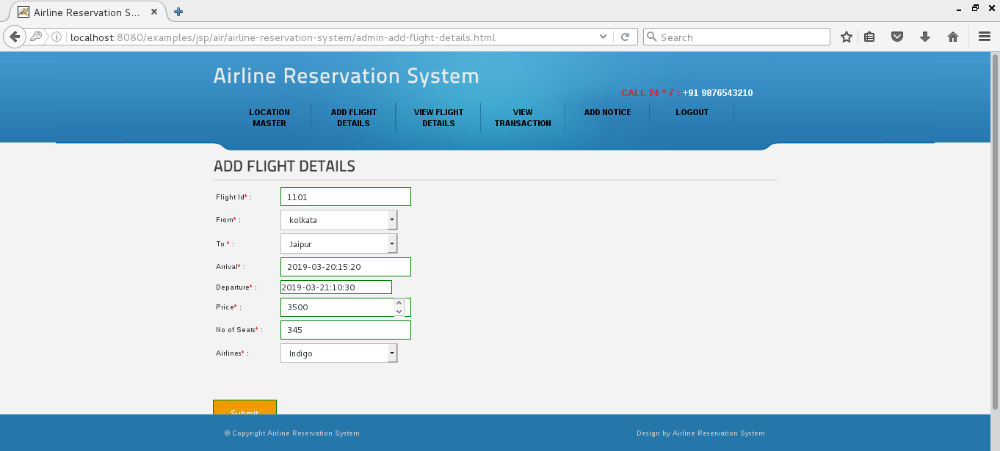 Airline Reservation S...
localhost:8080/examples/jsp/air/airline-reservation-system/admin-add-flight-details.html
Search
Airline Reservation System
CALL 24 * 7 : +91 9876543210
LOCATION MASTER
ADD FLIGHT DETAILS
VIEW FLIGHT DETAILS
VIEW TRANSACTION
ADD NOTICE
LOGOUT
ADD FLIGHT DETAILS
Flight Id* : 1101
From* : kolkata
To * : Jaipur
Arrival* : 2019-03-20:15:20
Departure* : 2019-03-21:10:30
Price* : 3500
No of Seats* : 345
Airlines* : Indigo
Submit
© Copyright Airline Reservation System
Design by Airline Reservation System